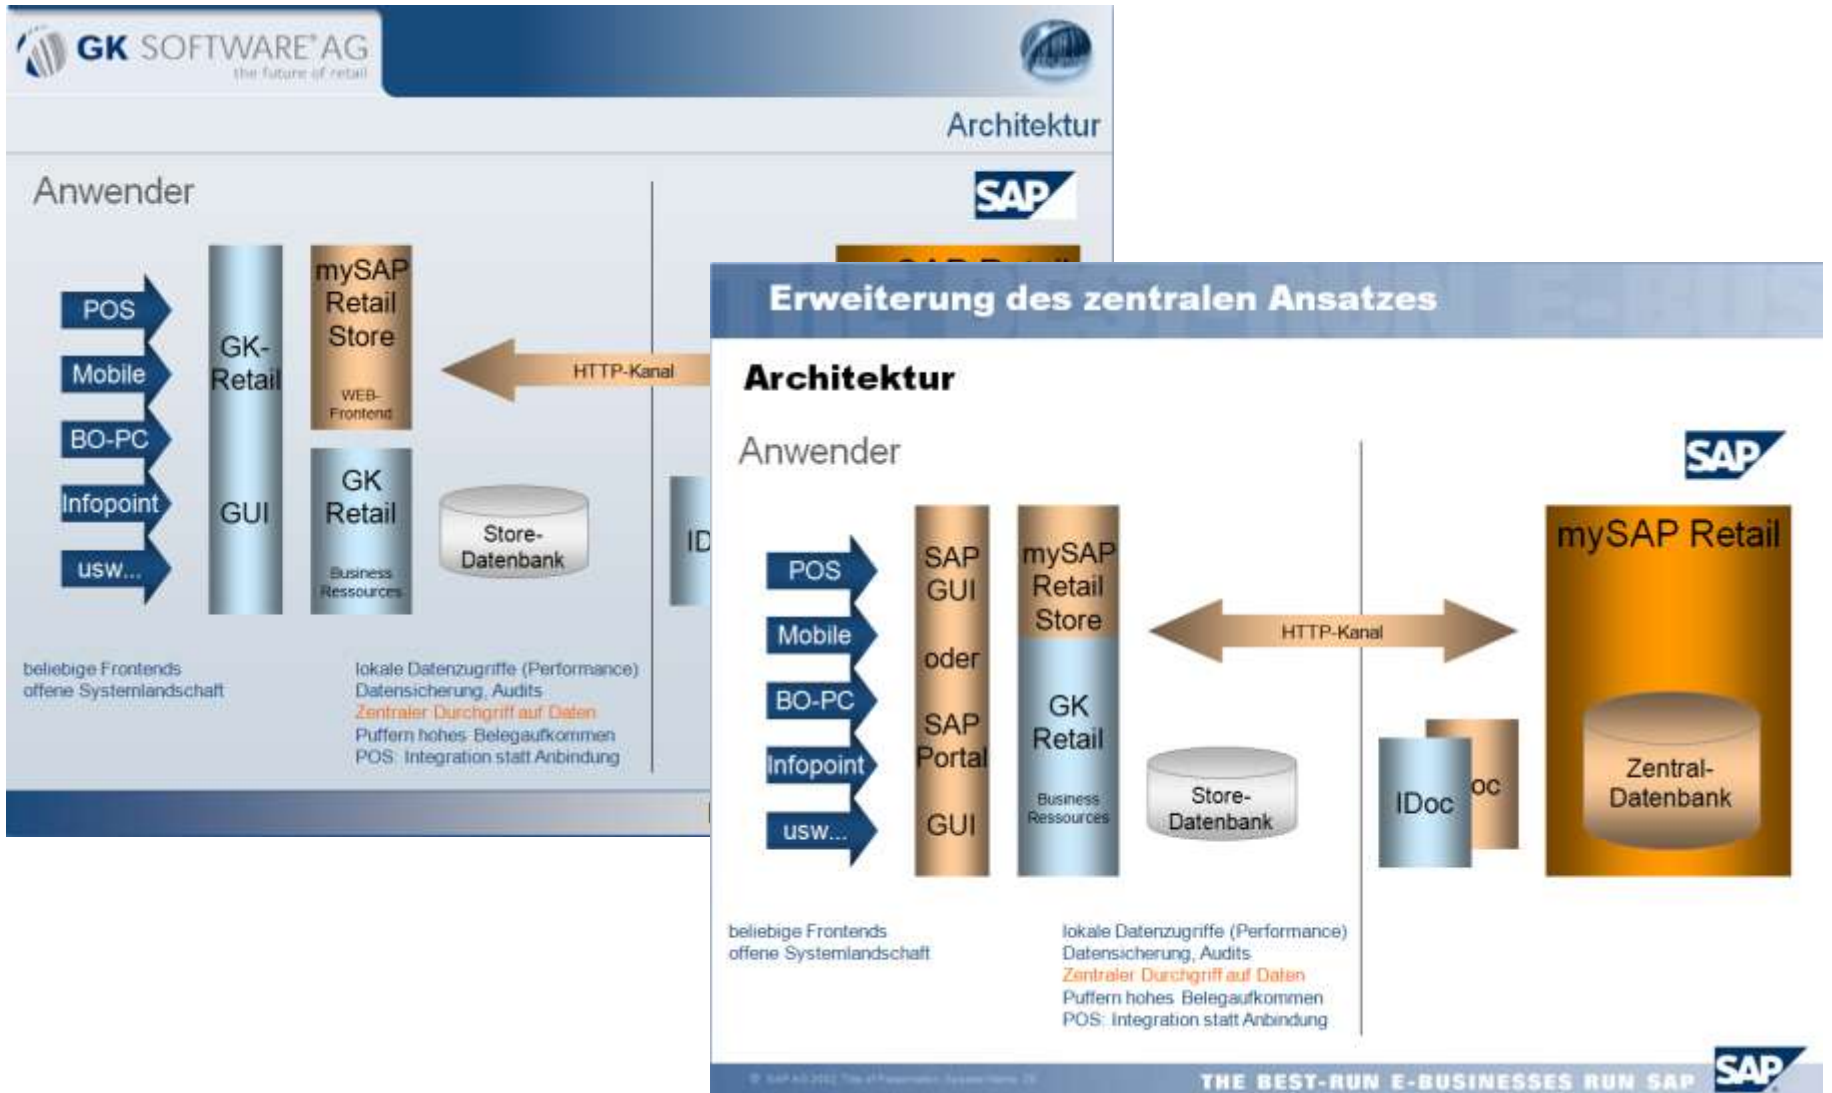 GK SOFTWARE® AG
the future of retail
Architektur
Anwender
SAP
POS
Mobile
BO-PC
Infopoint
usw...
GK-
Retail
GUI
mySAP
Retail
Store
WEB-
Frontend
GK
Retail
Business
Ressources
HTTP-Kanal
Store-
Datenbank
beliebige Frontends
offene Systemlandschaft
lokale Datenzugriffe (Performance)
Datensicherung, Audits
Zentraler Durchgriff auf Daten
Puffern hohes Belegaufkommen
POS: Integration statt Anbindung
Erweiterung des zentralen Ansatzes
Architektur
Anwender
SAP
POS
Mobile
BO-PC
Infopoint
usw...
SAP
GUI
oder
SAP
Portal
GUI
mySAP
Retail
Store
GK
Retail
Business
Ressources
HTTP-Kanal
Store-
Datenbank
IDoc
oc
mySAP Retail
Zentral-
Datenbank
beliebige Frontends
offene Systemlandschaft
lokale Datenzugriffe (Performance)
Datensicherung, Audits
Zentraler Durchgriff auf Daten
Puffern hohes Belegaufkommen
POS: Integration statt Anbindung
THE BEST-RUN E-BUSINESSES RUN SAP
SAP